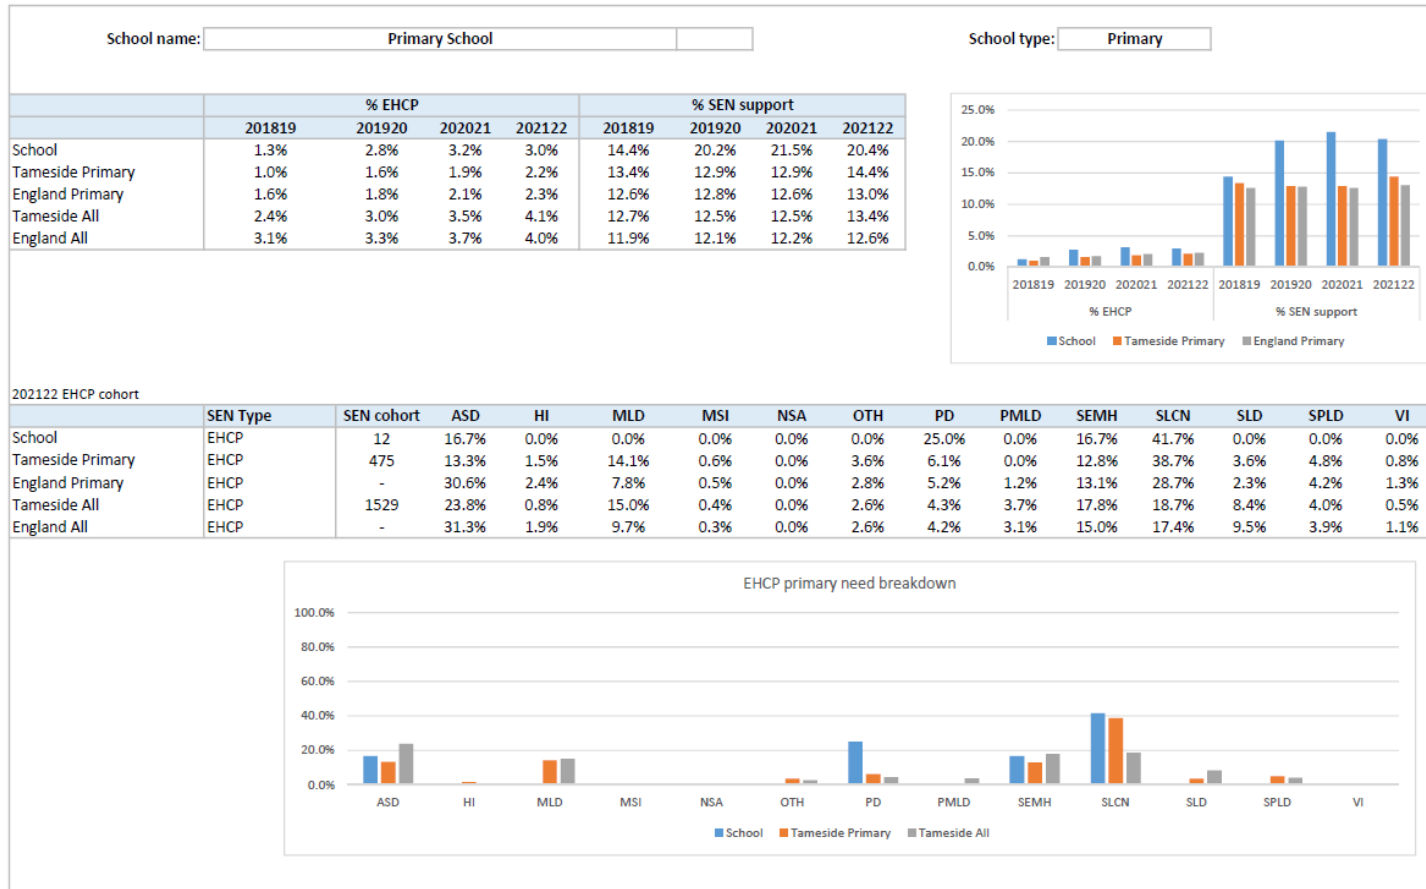 School name: Primary School School type: Primary
% EHCP % SEN support
201819 201920 202021 202122 201819 201920 202021 202122
School 1.3% 2.8% 3.2% 3.0% 14.4% 20.2% 21.5% 20.4%
Tameside Primary 1.0% 1.6% 1.9% 2.2% 13.4% 12.9% 12.9% 14.4%
England Primary 1.6% 1.8% 2.1% 2.3% 12.6% 12.8% 12.6% 13.0%
Tameside All 2.4% 3.0% 3.5% 4.1% 12.7% 12.5% 12.5% 13.4%
England All 3.1% 3.3% 3.7% 4.0% 11.9% 12.1% 12.2% 12.6%
25.0%
20.0%
15.0%
10.0%
5.0%
0.0%
201819 201920 202021 202122 201819 201920 202021 202122
% EHCP % SEN support
School Tameside Primary England Primary
202122 EHCP cohort
SEN Type SEN cohort ASD HI MLD MSI NSA OTH PD PMLD SEMH SLCN SLD SPLD VI
School EHCP 12 16.7% 0.0% 0.0% 0.0% 0.0% 0.0% 25.0% 0.0% 16.7% 41.7% 0.0% 0.0% 0.0%
Tameside Primary EHCP 475 13.3% 1.5% 14.1% 0.6% 0.0% 3.6% 6.1% 0.0% 12.8% 38.7% 3.6% 4.8% 0.8%
England Primary EHCP - 30.6% 2.4% 7.8% 0.5% 0.0% 2.8% 5.2% 1.2% 13.1% 28.7% 2.3% 4.2% 1.3%
Tameside All EHCP 1529 23.8% 0.8% 15.0% 0.4% 0.0% 2.6% 4.3% 3.7% 17.8% 18.7% 8.4% 4.0% 0.5%
England All EHCP - 31.3% 1.9% 9.7% 0.3% 0.0% 2.6% 4.2% 3.1% 15.0% 17.4% 9.5% 3.9% 1.1%
EHCP primary need breakdown
100.0%
80.0%
60.0%
40.0%
20.0%
0.0%
ASD HI MLD MSI NSA OTH PD PMLD SEMH SLCN SLD SPLD VI
School Tameside Primary Tameside All